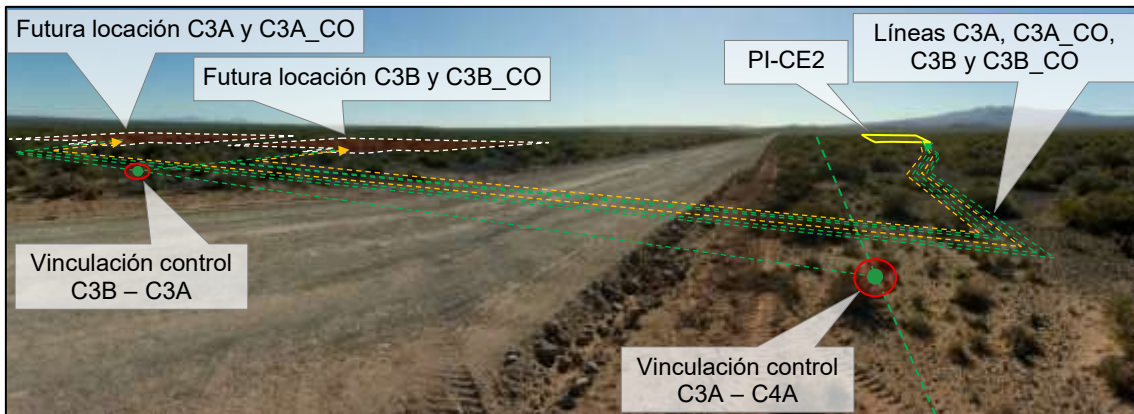 Futura locación C3A y C3A_CO
Futura locación C3B y C3B_CO
PI-CE2
Líneas C3A, C3A_CO,
C3B y C3B_CO
Vinculación control
C3B – C3A
Vinculación control
C3A – C4A